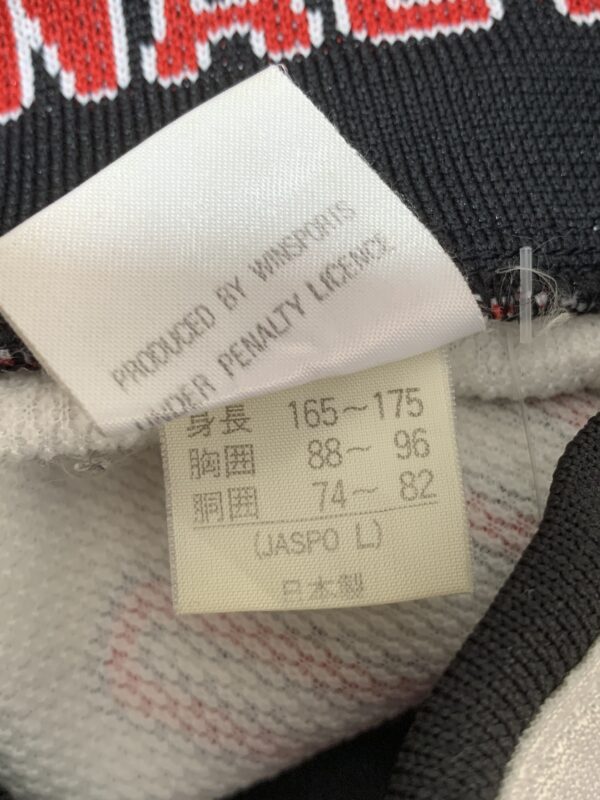 PRODUCED BY WINSPORTS
UNDER PENALTY LICENCE
身長 165～175
胸囲 88～ 96
胴囲 74～ 82
(JASPO L)
日本製